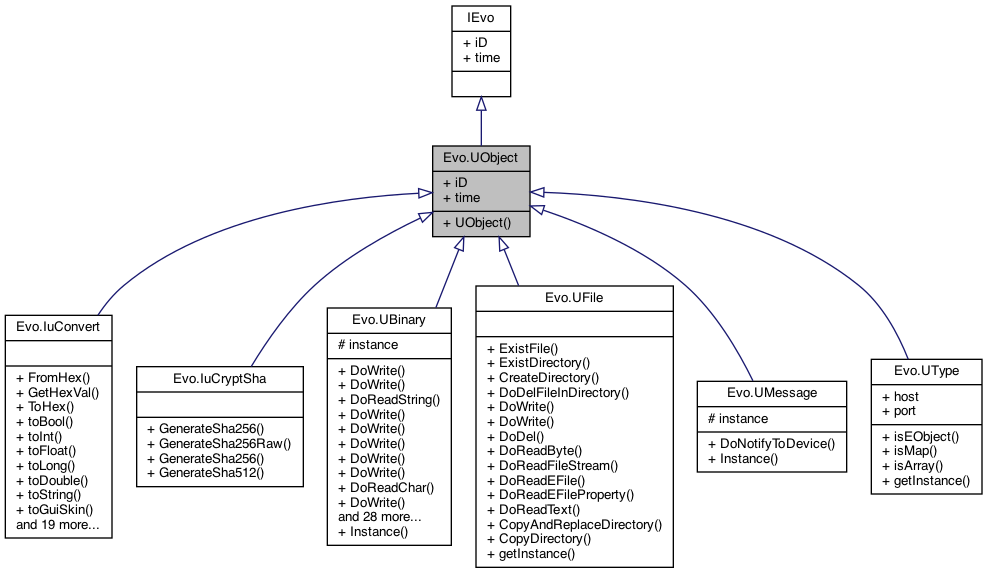 IEvo
+ iD
+ time
Evo.UObject
+ iD
+ time
+ UObject()
Evo.IuConvert
+ FromHex()
+ GetHexVal()
+ ToHex()
+ toBool()
+ toInt()
+ toFloat()
+ toLong()
+ toDouble()
+ toString()
+ toGuiSkin()
and 19 more...
Evo.IuCryptSha
+ GenerateSha256()
+ GenerateSha256Raw()
+ GenerateSha256()
+ GenerateSha512()
Evo.UBinary
# instance
+ DoWrite()
+ DoWrite()
+ DoReadString()
+ DoWrite()
+ DoWrite()
+ DoWrite()
+ DoWrite()
+ DoWrite()
+ DoReadChar()
+ DoWrite()
and 28 more...
+ Instance()
Evo.UFile
+ ExistFile()
+ ExistDirectory()
+ CreateDirectory()
+ DoDelFileInDirectory()
+ DoWrite()
+ DoWrite()
+ DoDel()
+ DoReadByte()
+ DoReadFileStream()
+ DoReadEFile()
+ DoReadEFileProperty()
+ DoReadText()
+ CopyAndReplaceDirectory()
+ CopyDirectory()
+ getInstance()
Evo.UMessage
# instance
+ DoNotifyToDevice()
+ Instance()
Evo.UType
+ host
+ port
+ isEObject()
+ isMap()
+ isArray()
+ getInstance()